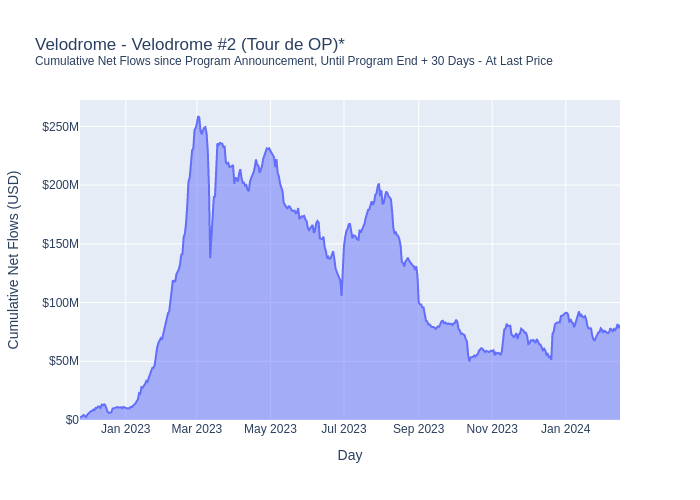 Velodrome - Velodrome #2 (Tour de OP)*
Cumulative Net Flows since Program Announcement, Until Program End + 30 Days - At Last Price
Cumulative Net Flows (USD)
$250M
$200M
$150M
$100M
$50M
$0
Jan 2023 Mar 2023 May 2023 Jul 2023 Sep 2023 Nov 2023 Jan 2024
Day